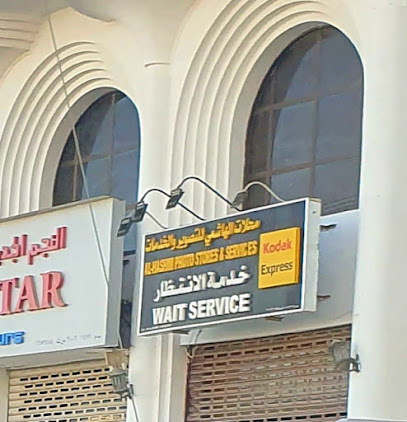 محلات الهاشمي للتصوير والخدمات
AL-HASHMI PHOTO STORES & SERVICES
خدمة الانتظار
WAIT SERVICE
Kodak
Express
النجم
TAR